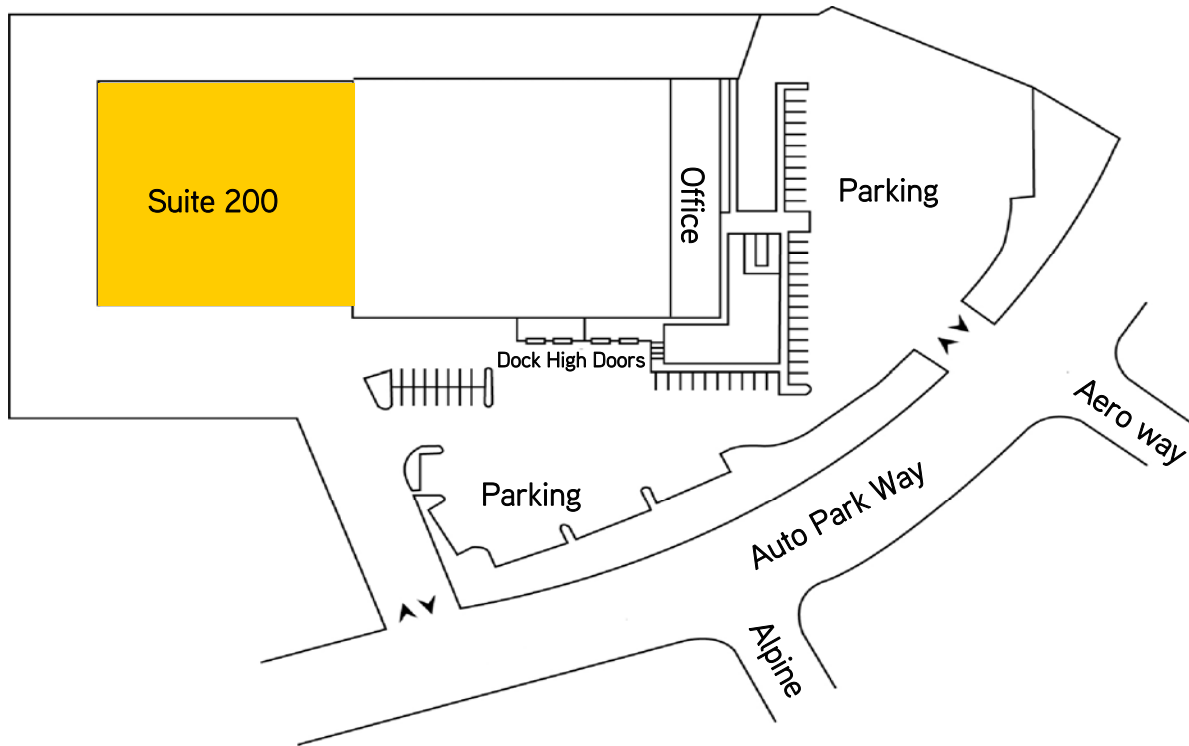 Suite 200
Office
Parking
Dock High Doors
Aero way
Parking
Auto Park Way
Alpine